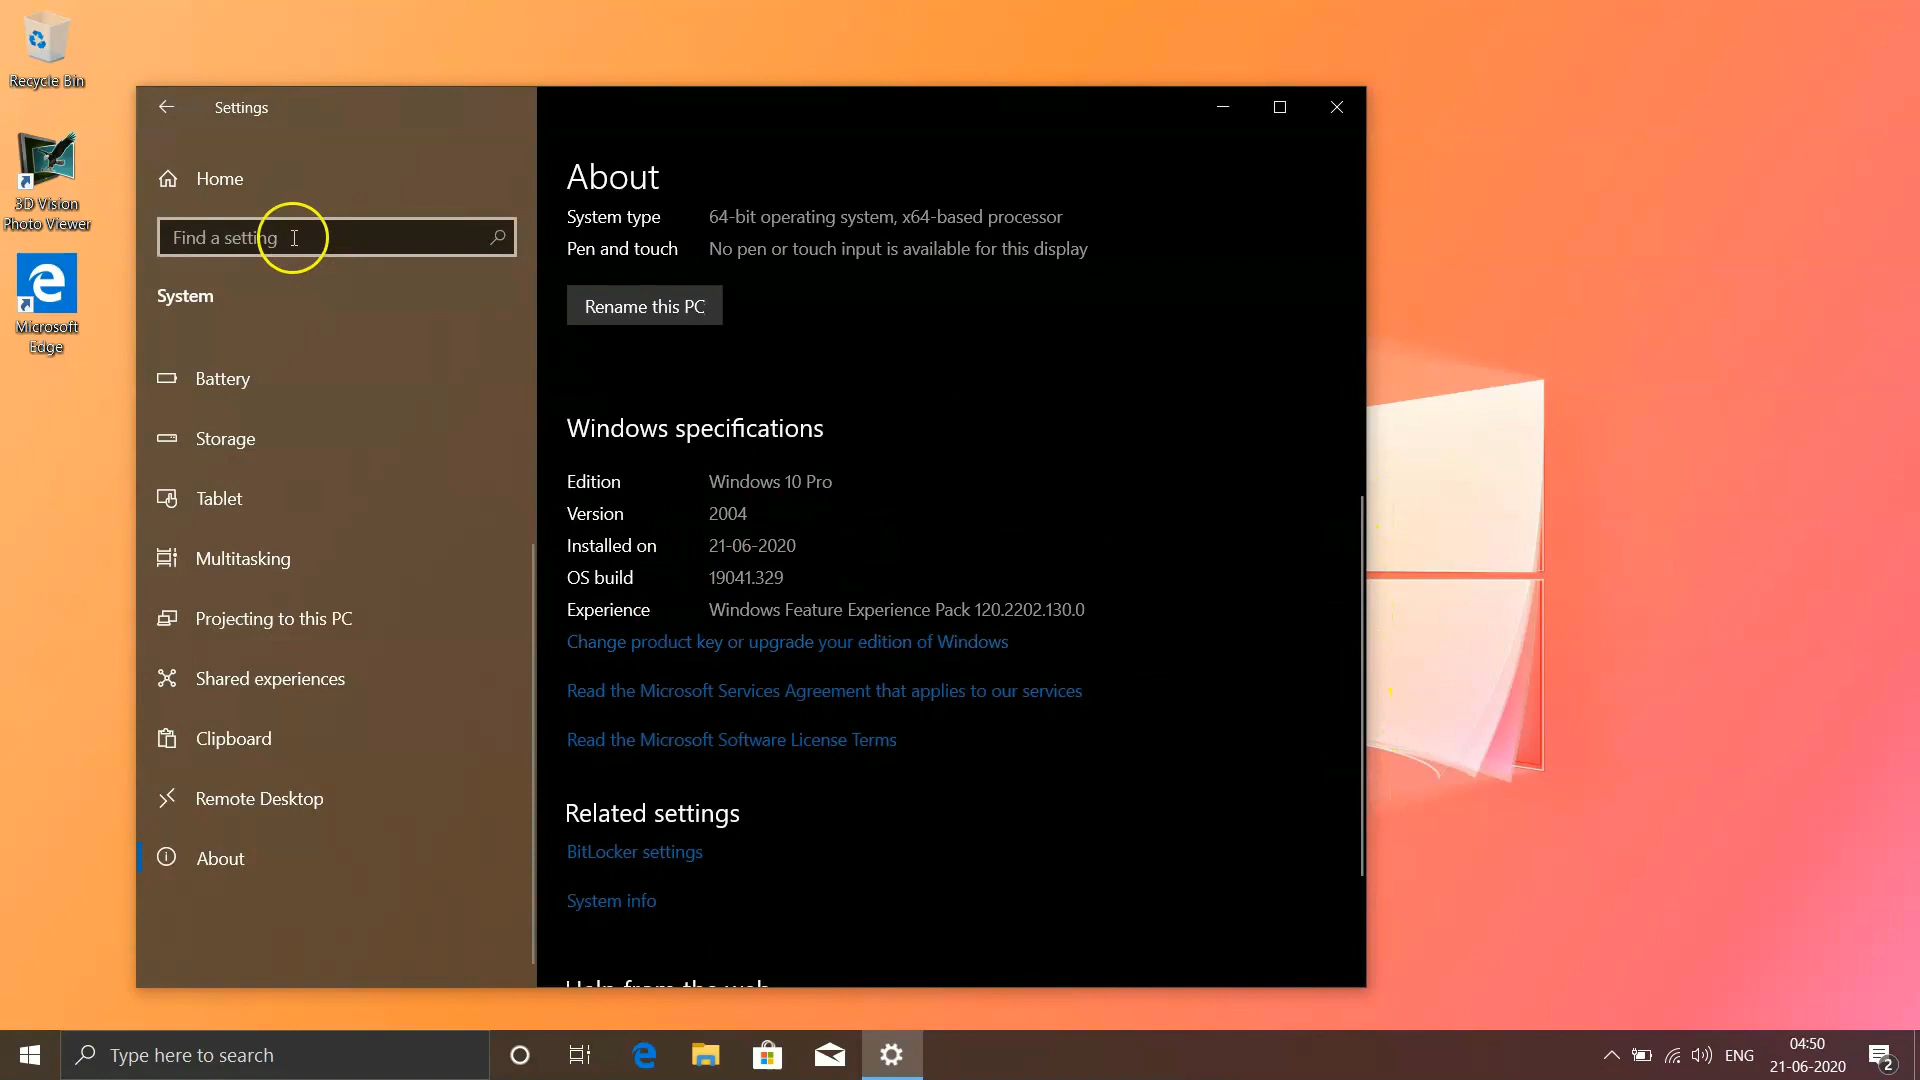 Recycle Bin
3D Vision
Photo Viewer
Microsoft
Edge
Settings
Home
Find a setting
System
Battery
Storage
Tablet
Multitasking
Projecting to this PC
Shared experiences
Clipboard
Remote Desktop
About
About
System type 64-bit operating system, x64-based processor
Pen and touch No pen or touch input is available for this display
Rename this PC
Windows specifications
Edition Windows 10 Pro
Version 2004
Installed on 21-06-2020
OS build 19041.329
Experience Windows Feature Experience Pack 120.2202.130.0
Change product key or upgrade your edition of Windows
Read the Microsoft Services Agreement that applies to our services
Read the Microsoft Software License Terms
Related settings
BitLocker settings
System info
Help from the web
Type here to search
ENG
04:50
21-06-2020
2